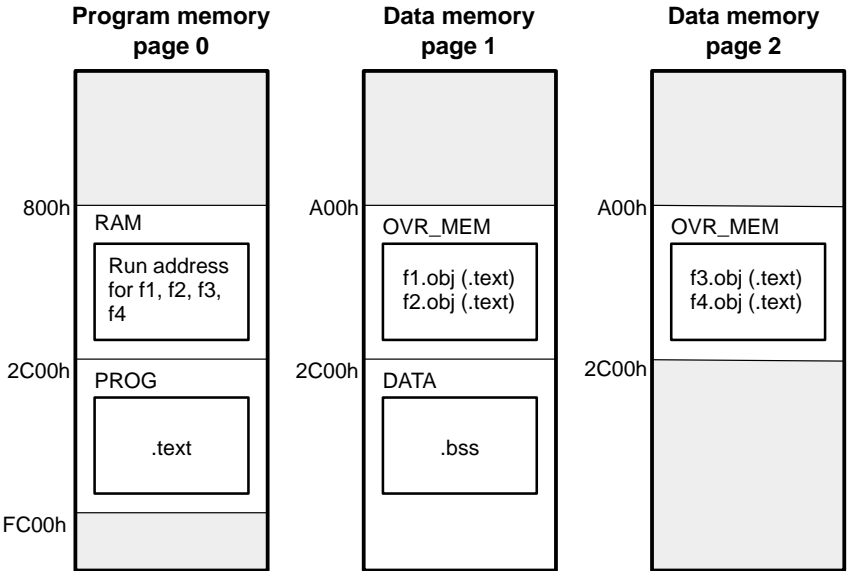 Program memory
page 0
800h
RAM
Run address
for f1, f2, f3,
f4
2C00h
PROG
.text
FC00h
Data memory
page 1
A00h
OVR_MEM
f1.obj (.text)
f2.obj (.text)
2C00h
DATA
.bss
Data memory
page 2
A00h
OVR_MEM
f3.obj (.text)
f4.obj (.text)
2C00h